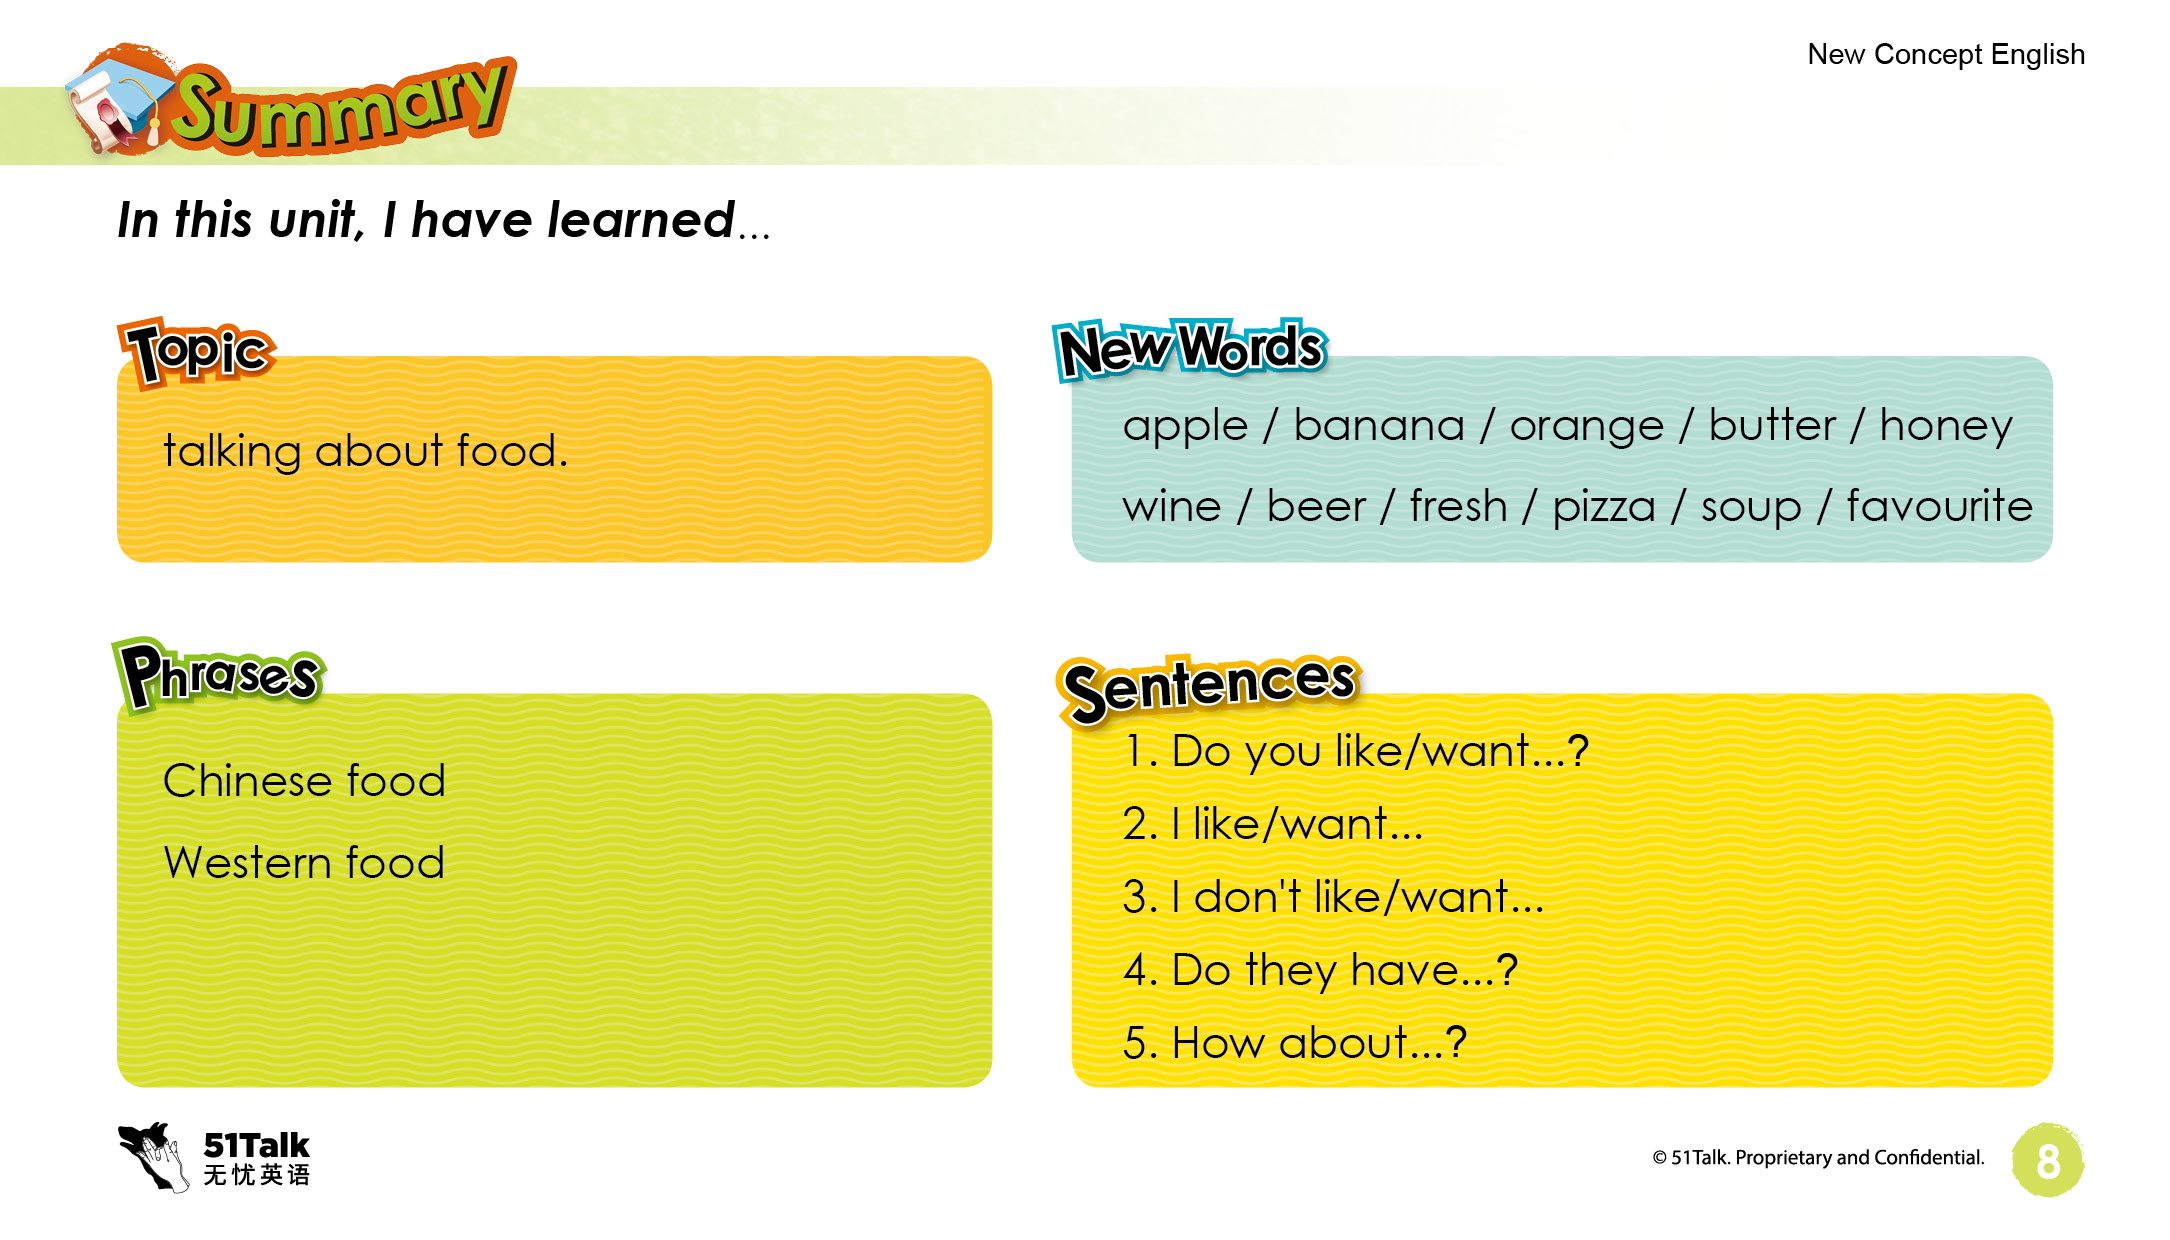 New Concept English
Summary
In this unit, I have learned...
Topic
talking about food.
New Words
apple / banana / orange / butter / honey
wine / beer / fresh / pizza / soup / favourite
Phrases
Chinese food
Western food
Sentences
1. Do you like/want...?
2. I like/want...
3. I don't like/want...
4. Do they have...?
5. How about...?
51Talk
无忧英语
© 51Talk. Proprietary and Confidential.
8